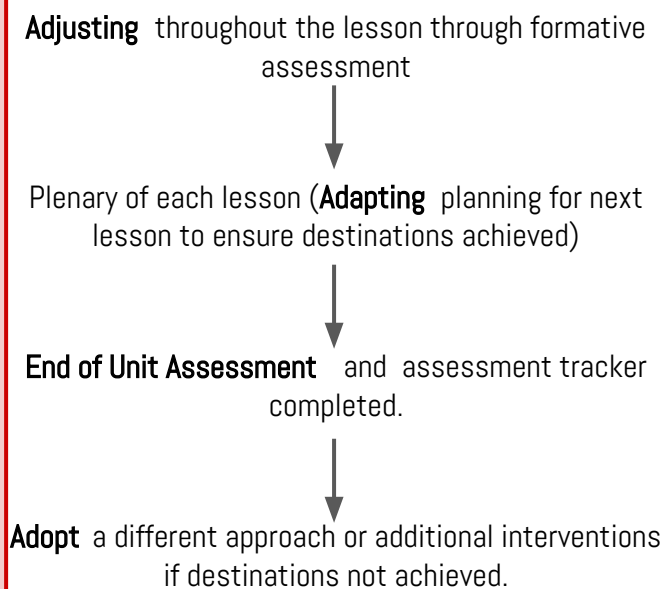 Adjusting throughout the lesson through formative
assessment
Plenary of each lesson (Adapting planning for next
lesson to ensure destinations achieved)
End of Unit Assessment and assessment tracker
completed.
Adopt a different approach or additional interventions
if destinations not achieved.